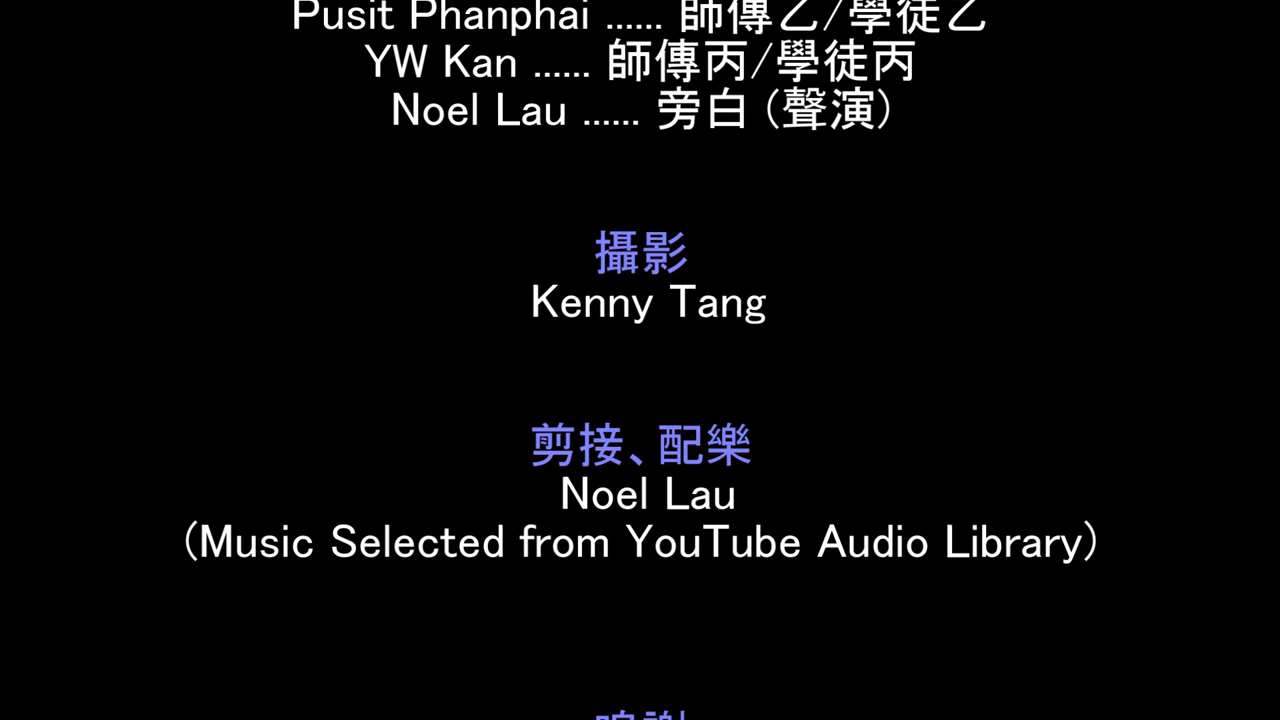 Pusit Phanphai ...... 師傅乙/學徒乙
YW Kan ...... 師傅丙/學徒丙
Noel Lau ...... 旁白 (聲演)
攝影
Kenny Tang
剪接、配樂
Noel Lau
(Music Selected from YouTube Audio Library)
鳴謝